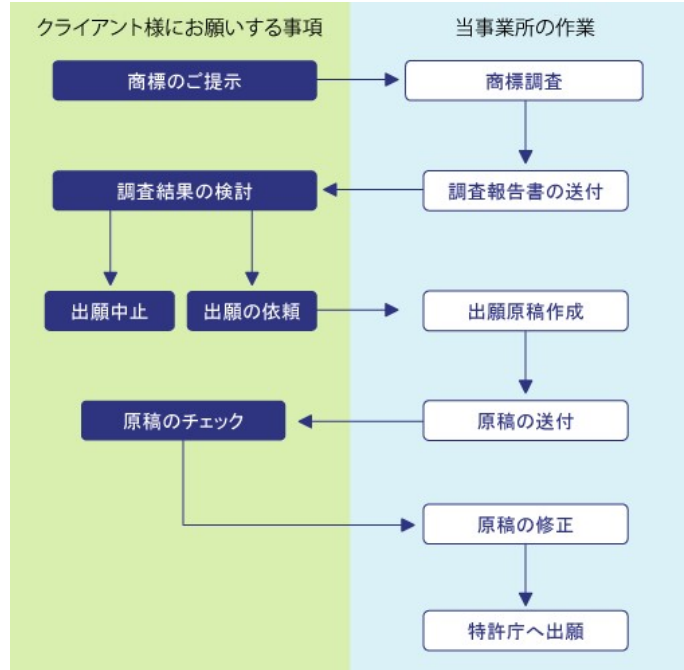 クライアント様にお願いする事項
当事業所の作業
商標のご提示
商標調査
調査結果の検討
調査報告書の送付
出願中止
出願の依頼
出願原稿作成
原稿のチェック
原稿の送付
原稿の修正
特許庁へ出願